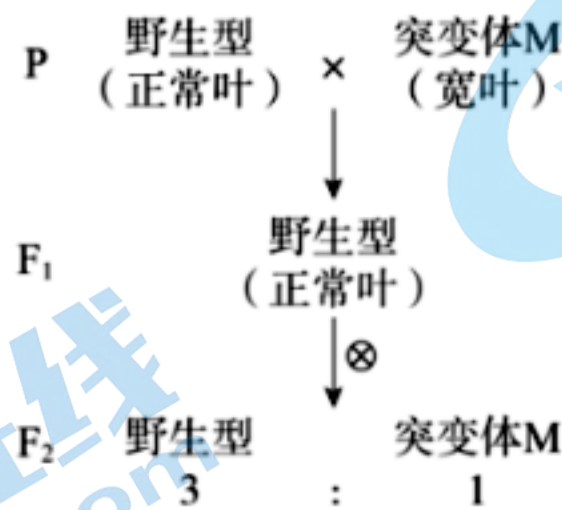 P 野生型 × 突变体M
（正常叶） （宽叶）
F₁ 野生型
（正常叶）
⊗
F₂ 野生型 突变体M
3 : 1